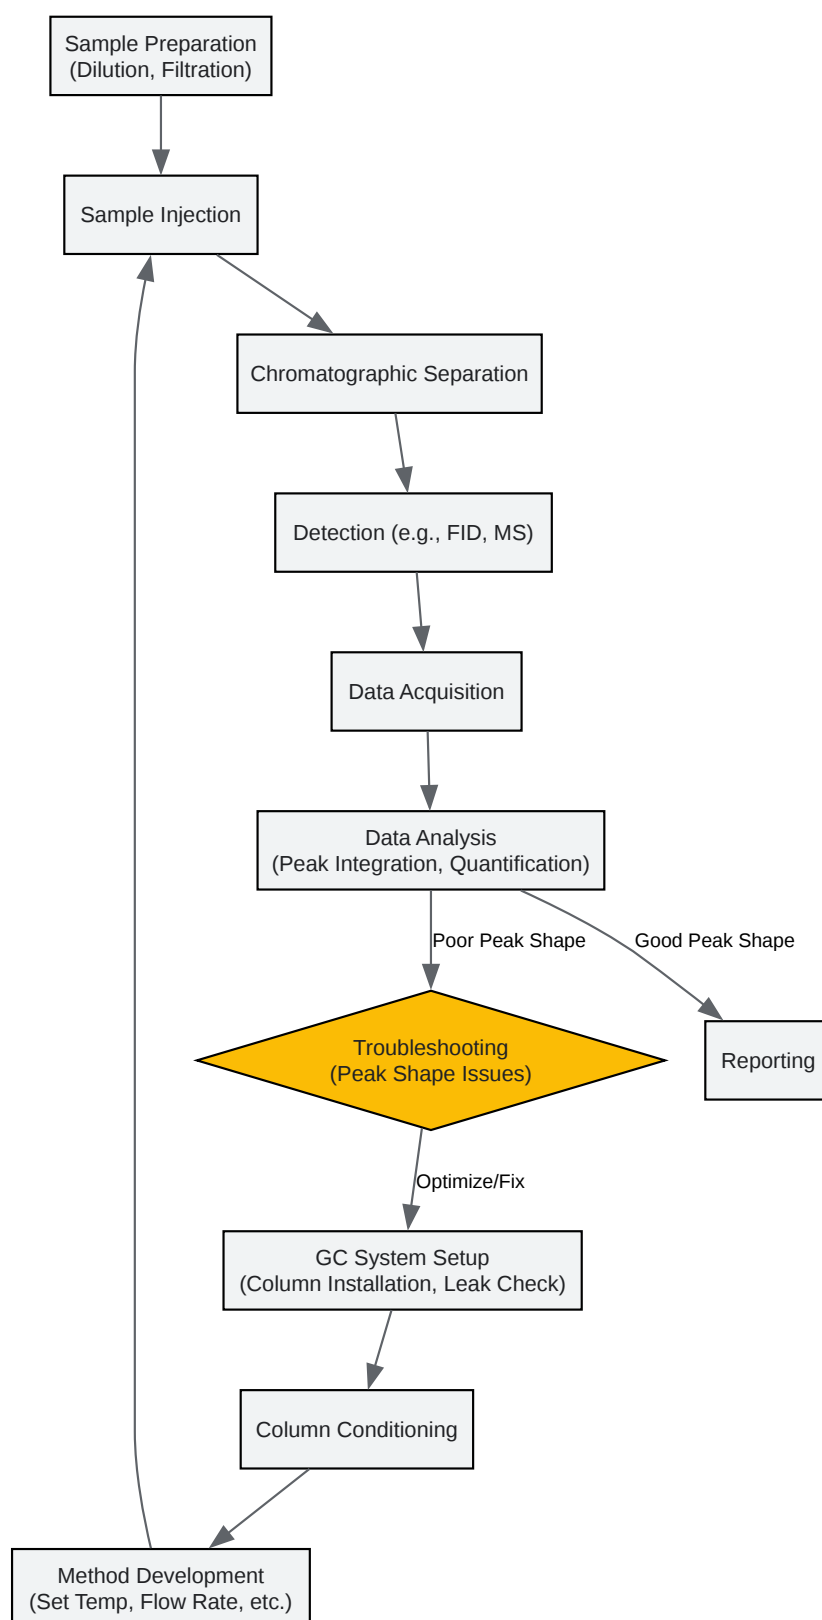 Sample Preparation
(Dilution, Filtration)
Sample Injection
Chromatographic Separation
Detection (e.g., FID, MS)
Data Acquisition
Data Analysis
(Peak Integration, Quantification)
Poor Peak Shape
Good Peak Shape
Troubleshooting
(Peak Shape Issues)
Reporting
Optimize/Fix
GC System Setup
(Column Installation, Leak Check)
Column Conditioning
Method Development
(Set Temp, Flow Rate, etc.)